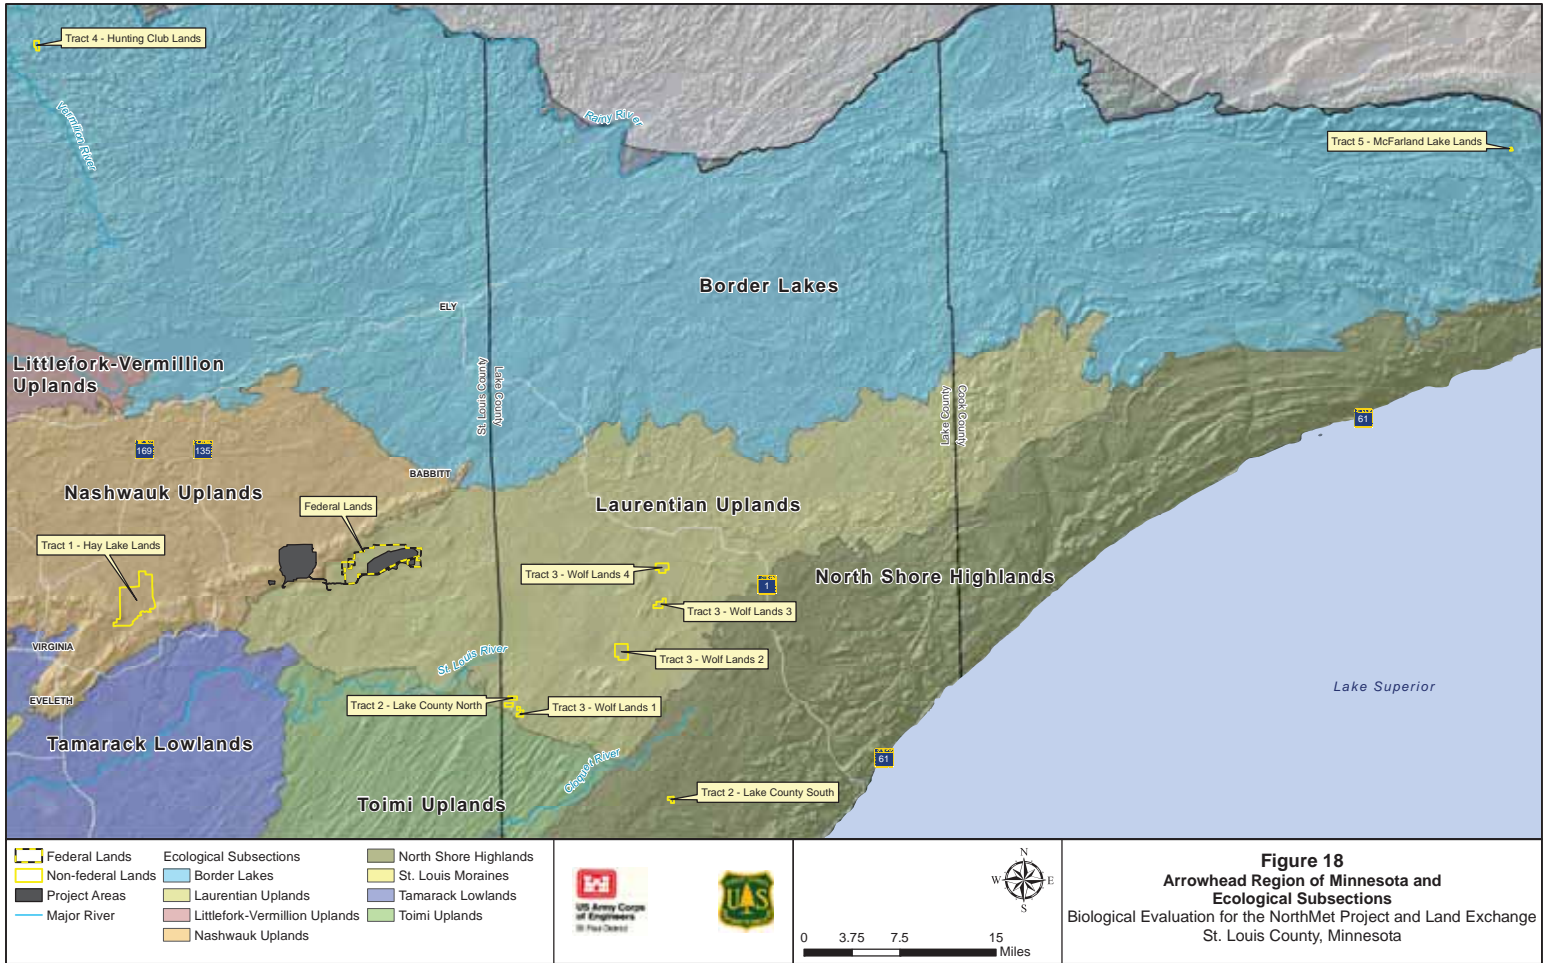 Tract 4 - Hunting Club Lands
Vermilion River
Rainy River
Tract 5 - McFarland Lake Lands
Border Lakes
ELY
Littlefork-Vermillion
Uplands
St. Louis County
Lake County
Lake County
Cook County
61
169
135
BABBITT
Nashwauk Uplands
Federal Lands
Laurentian Uplands
Tract 1 - Hay Lake Lands
Tract 3 - Wolf Lands 4
1
North Shore Highlands
Tract 3 - Wolf Lands 3
VIRGINIA
St. Louis River
Tract 3 - Wolf Lands 2
Lake Superior
EVELETH
Tract 2 - Lake County North
Tract 3 - Wolf Lands 1
Tamarack Lowlands
Cloquet River
61
Toimi Uplands
Tract 2 - Lake County South
Federal Lands
Non-federal Lands
Project Areas
Major River
Ecological Subsections
Border Lakes
Laurentian Uplands
Littlefork-Vermillion Uplands
Nashwauk Uplands
North Shore Highlands
St. Louis Moraines
Tamarack Lowlands
Toimi Uplands
US Army Corps
of Engineers
District
UAS
N
W E
S
0 3.75 7.5 15
Miles
Figure 18
Arrowhead Region of Minnesota and
Ecological Subsections
Biological Evaluation for the NorthMet Project and Land Exchange
St. Louis County, Minnesota